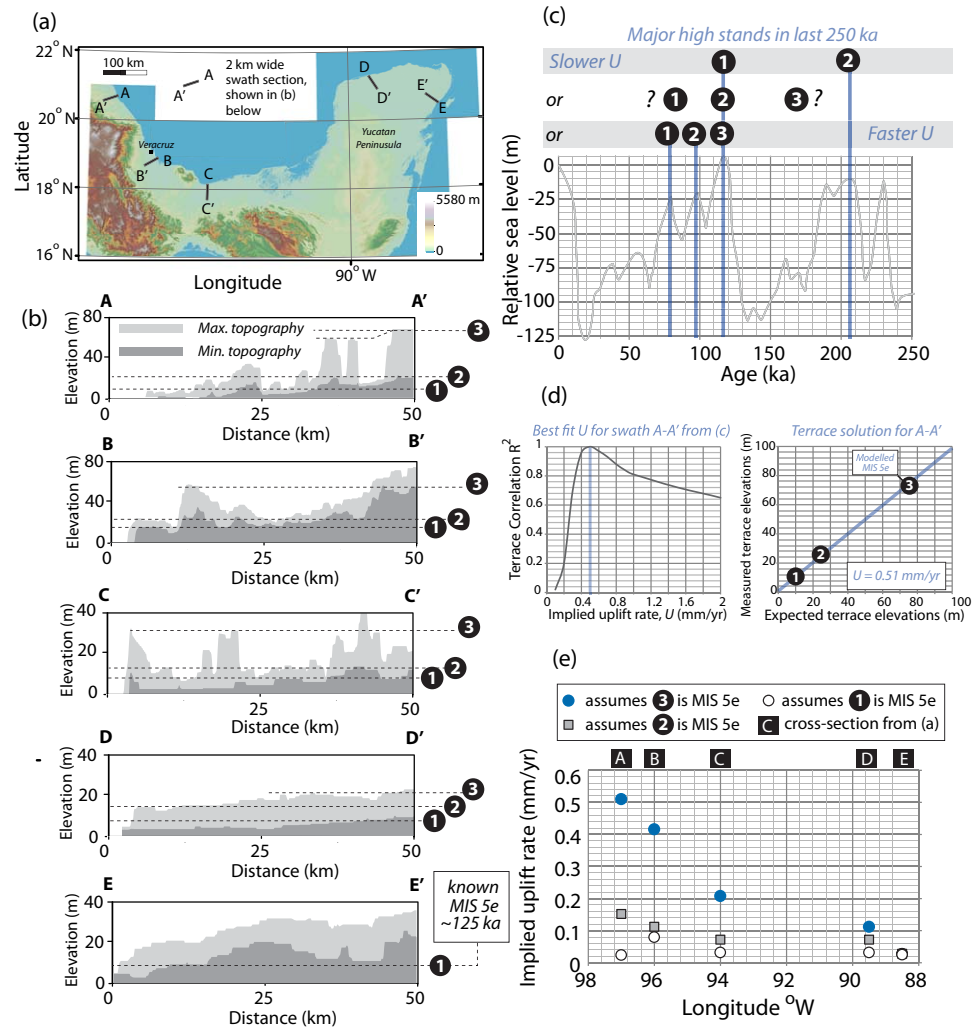 (a)
22°N
20°N
18°N
16°N
Latitude
100 km
A
A'
A
A'
2 km wide
swath section,
shown in (b)
below
D
D'
E'
E
Veracruz
B
B'
C
C'
Yucatan
Peninusula
5580 m
0
Longitude
90°W
(b)
A
A'
Elevation (m)
80
40
0
Max. topography
Min. topography
3
2
1
0
25
50
Distance (km)
B
B'
Elevation (m)
80
40
0
3
2
1
0
25
50
Distance (km)
C
C'
Elevation (m)
40
20
0
3
2
1
0
25
50
Distance (km)
-
D
D'
Elevation (m)
40
20
0
3
2
1
0
25
50
Distance (km)
E
E'
Elevation (m)
40
20
0
known
MIS 5e
~125 ka
1
0
25
50
Distance (km)
(c)
Major high stands in last 250 ka
Slower U
1
2
or
? 1
2
3 ?
or
1
2
3
Faster U
Relative sea level (m)
0
-25
-50
-75
-100
-125
0
50
100
150
200
250
Age (ka)
(d)
Best fit U for swath A-A' from (c)
Terrace Correlation R²
1
0.8
0.6
0.4
0.2
0
0
0.4
0.8
1.2
1.6
2
Implied uplift rate, U (mm/yr)
Terrace solution for A-A'
Measured terrace elevations (m)
100
80
60
40
20
0
Modelled
MIS 5e
3
2
1
U = 0.51 mm/yr
0
20
40
60
80
100
Expected terrace elevations (m)
(e)
assumes 3 is MIS 5e
assumes 1 is MIS 5e
assumes 2 is MIS 5e
C cross-section from (a)
A
B
C
D
E
Implied uplift rate (mm/yr)
0.6
0.5
0.4
0.3
0.2
0.1
0
98
96
94
92
90
88
Longitude °W